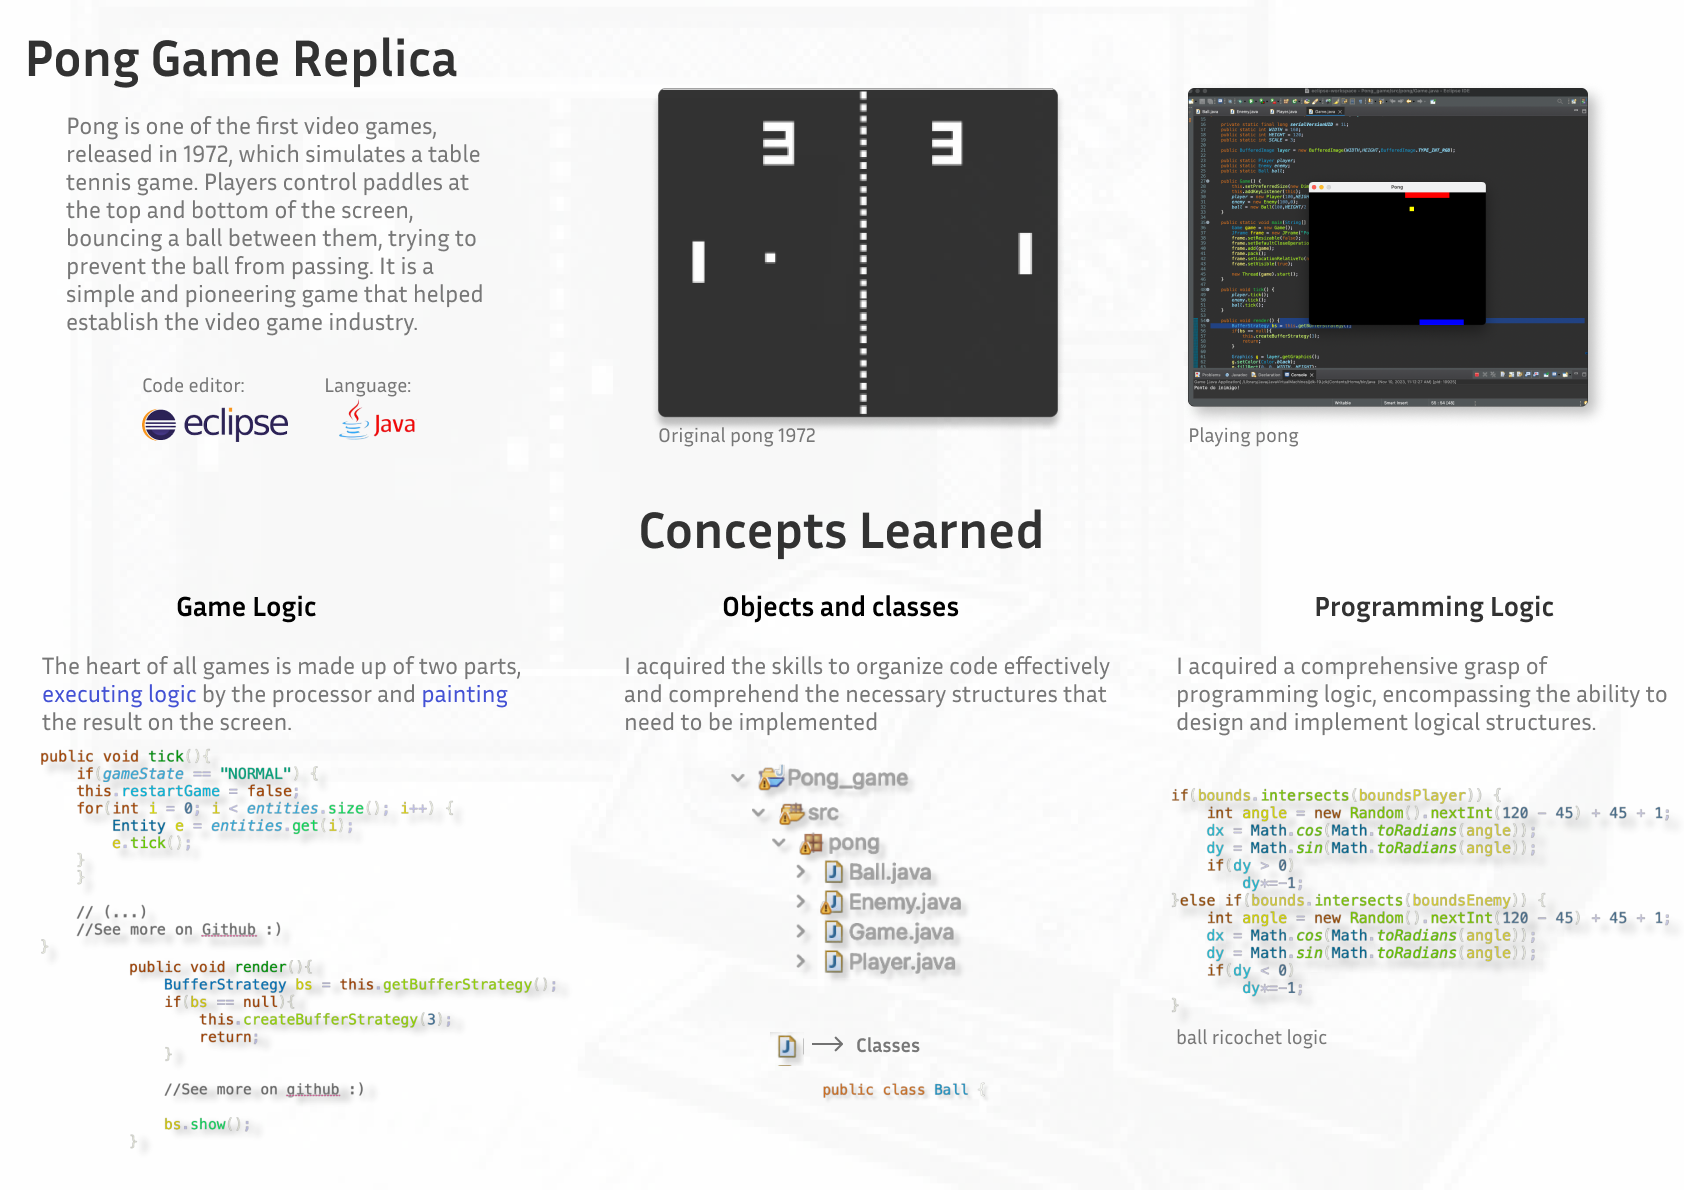 Pong Game Replica
Pong is one of the first video games,
released in 1972, which simulates a table
tennis game. Players control paddles at
the top and bottom of the screen,
bouncing a ball between them, trying to
prevent the ball from passing. It is a
simple and pioneering game that helped
establish the video game industry.
Code editor:
eclipse
Language:
Java
3 3
Original pong 1972
Pong
Playing pong
Concepts Learned
Game Logic
The heart of all games is made up of two parts,
executing logic by the processor and painting
the result on the screen.
public void tick(){
if(gameState == "NORMAL") {
this.restartGame = false;
for(int i = 0; i < entities.size(); i++) {
Entity e = entities.get(i);
e.tick();
}
}
// (...)
//See more on Github :)
}
public void render(){
BufferStrategy bs = this.getBufferStrategy();
if(bs == null){
this.createBufferStrategy(3);
return;
}
//See more on github :)
bs.show();
}
Objects and classes
I acquired the skills to organize code effectively
and comprehend the necessary structures that
need to be implemented
Pong_game
src
pong
Ball.java
Enemy.java
Game.java
Player.java
Classes
public class Ball {
Programming Logic
I acquired a comprehensive grasp of
programming logic, encompassing the ability to
design and implement logical structures.
if(bounds.intersects(boundsPlayer)) {
int angle = new Random().nextInt(120 - 45) + 45 + 1;
dx = Math.cos(Math.toRadians(angle));
dy = Math.sin(Math.toRadians(angle));
if(dy > 0)
dy*=-1;
}else if(bounds.intersects(boundsEnemy)) {
int angle = new Random().nextInt(120 - 45) + 45 + 1;
dx = Math.cos(Math.toRadians(angle));
dy = Math.sin(Math.toRadians(angle));
if(dy < 0)
dy*=-1;
}
ball ricochet logic